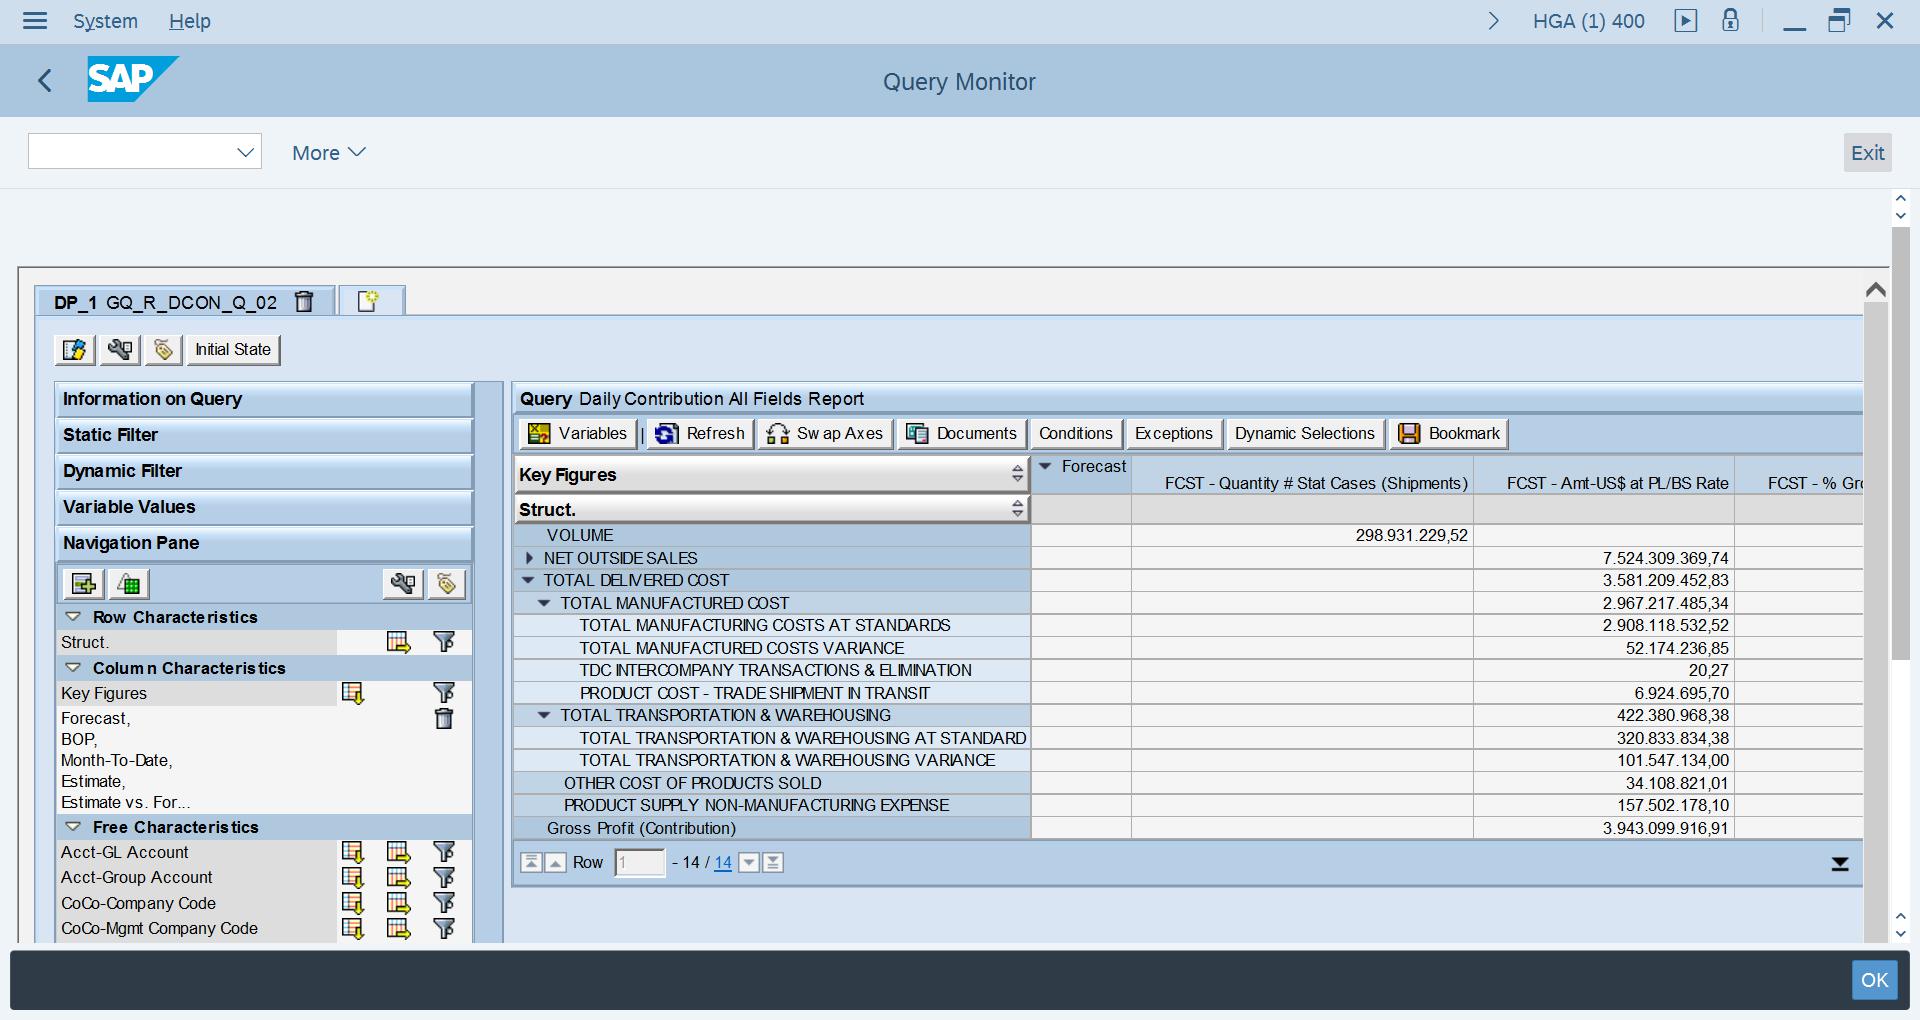 System Help HGA (1) 400
SAP Query Monitor
More Exit
DP_1 GQ_R_DCON_Q_02
Initial State
Information on Query
Static Filter
Dynamic Filter
Variable Values
Navigation Pane
Row Characteristics
Struct.
Column Characteristics
Key Figures
Forecast,
BOP,
Month-To-Date,
Estimate,
Estimate vs. For...
Free Characteristics
Acct-GL Account
Acct-Group Account
CoCo-Company Code
CoCo-Mgmt Company Code
Query Daily Contribution All Fields Report
Variables | Refresh Swap Axes Documents Conditions Exceptions Dynamic Selections Bookmark
Key Figures Forecast FCST - Quantity # Stat Cases (Shipments) FCST - Amt-US$ at PL/BS Rate FCST - % Gro
Struct.
VOLUME 298.931.229,52
NET OUTSIDE SALES 7.524.309.369,74
TOTAL DELIVERED COST 3.581.209.452,83
TOTAL MANUFACTURED COST 2.967.217.485,34
TOTAL MANUFACTURING COSTS AT STANDARDS 2.908.118.532,52
TOTAL MANUFACTURED COSTS VARIANCE 52.174.236,85
TDC INTERCOMPANY TRANSACTIONS & ELIMINATION 20,27
PRODUCT COST - TRADE SHIPMENT IN TRANSIT 6.924.695,70
TOTAL TRANSPORTATION & WAREHOUSING 422.380.968,38
TOTAL TRANSPORTATION & WAREHOUSING AT STANDARD 320.833.834,38
TOTAL TRANSPORTATION & WAREHOUSING VARIANCE 101.547.134,00
OTHER COST OF PRODUCTS SOLD 34.108.821,01
PRODUCT SUPPLY NON-MANUFACTURING EXPENSE 157.502.178,10
Gross Profit (Contribution) 3.943.099.916,91
Row 1 - 14 / 14
OK